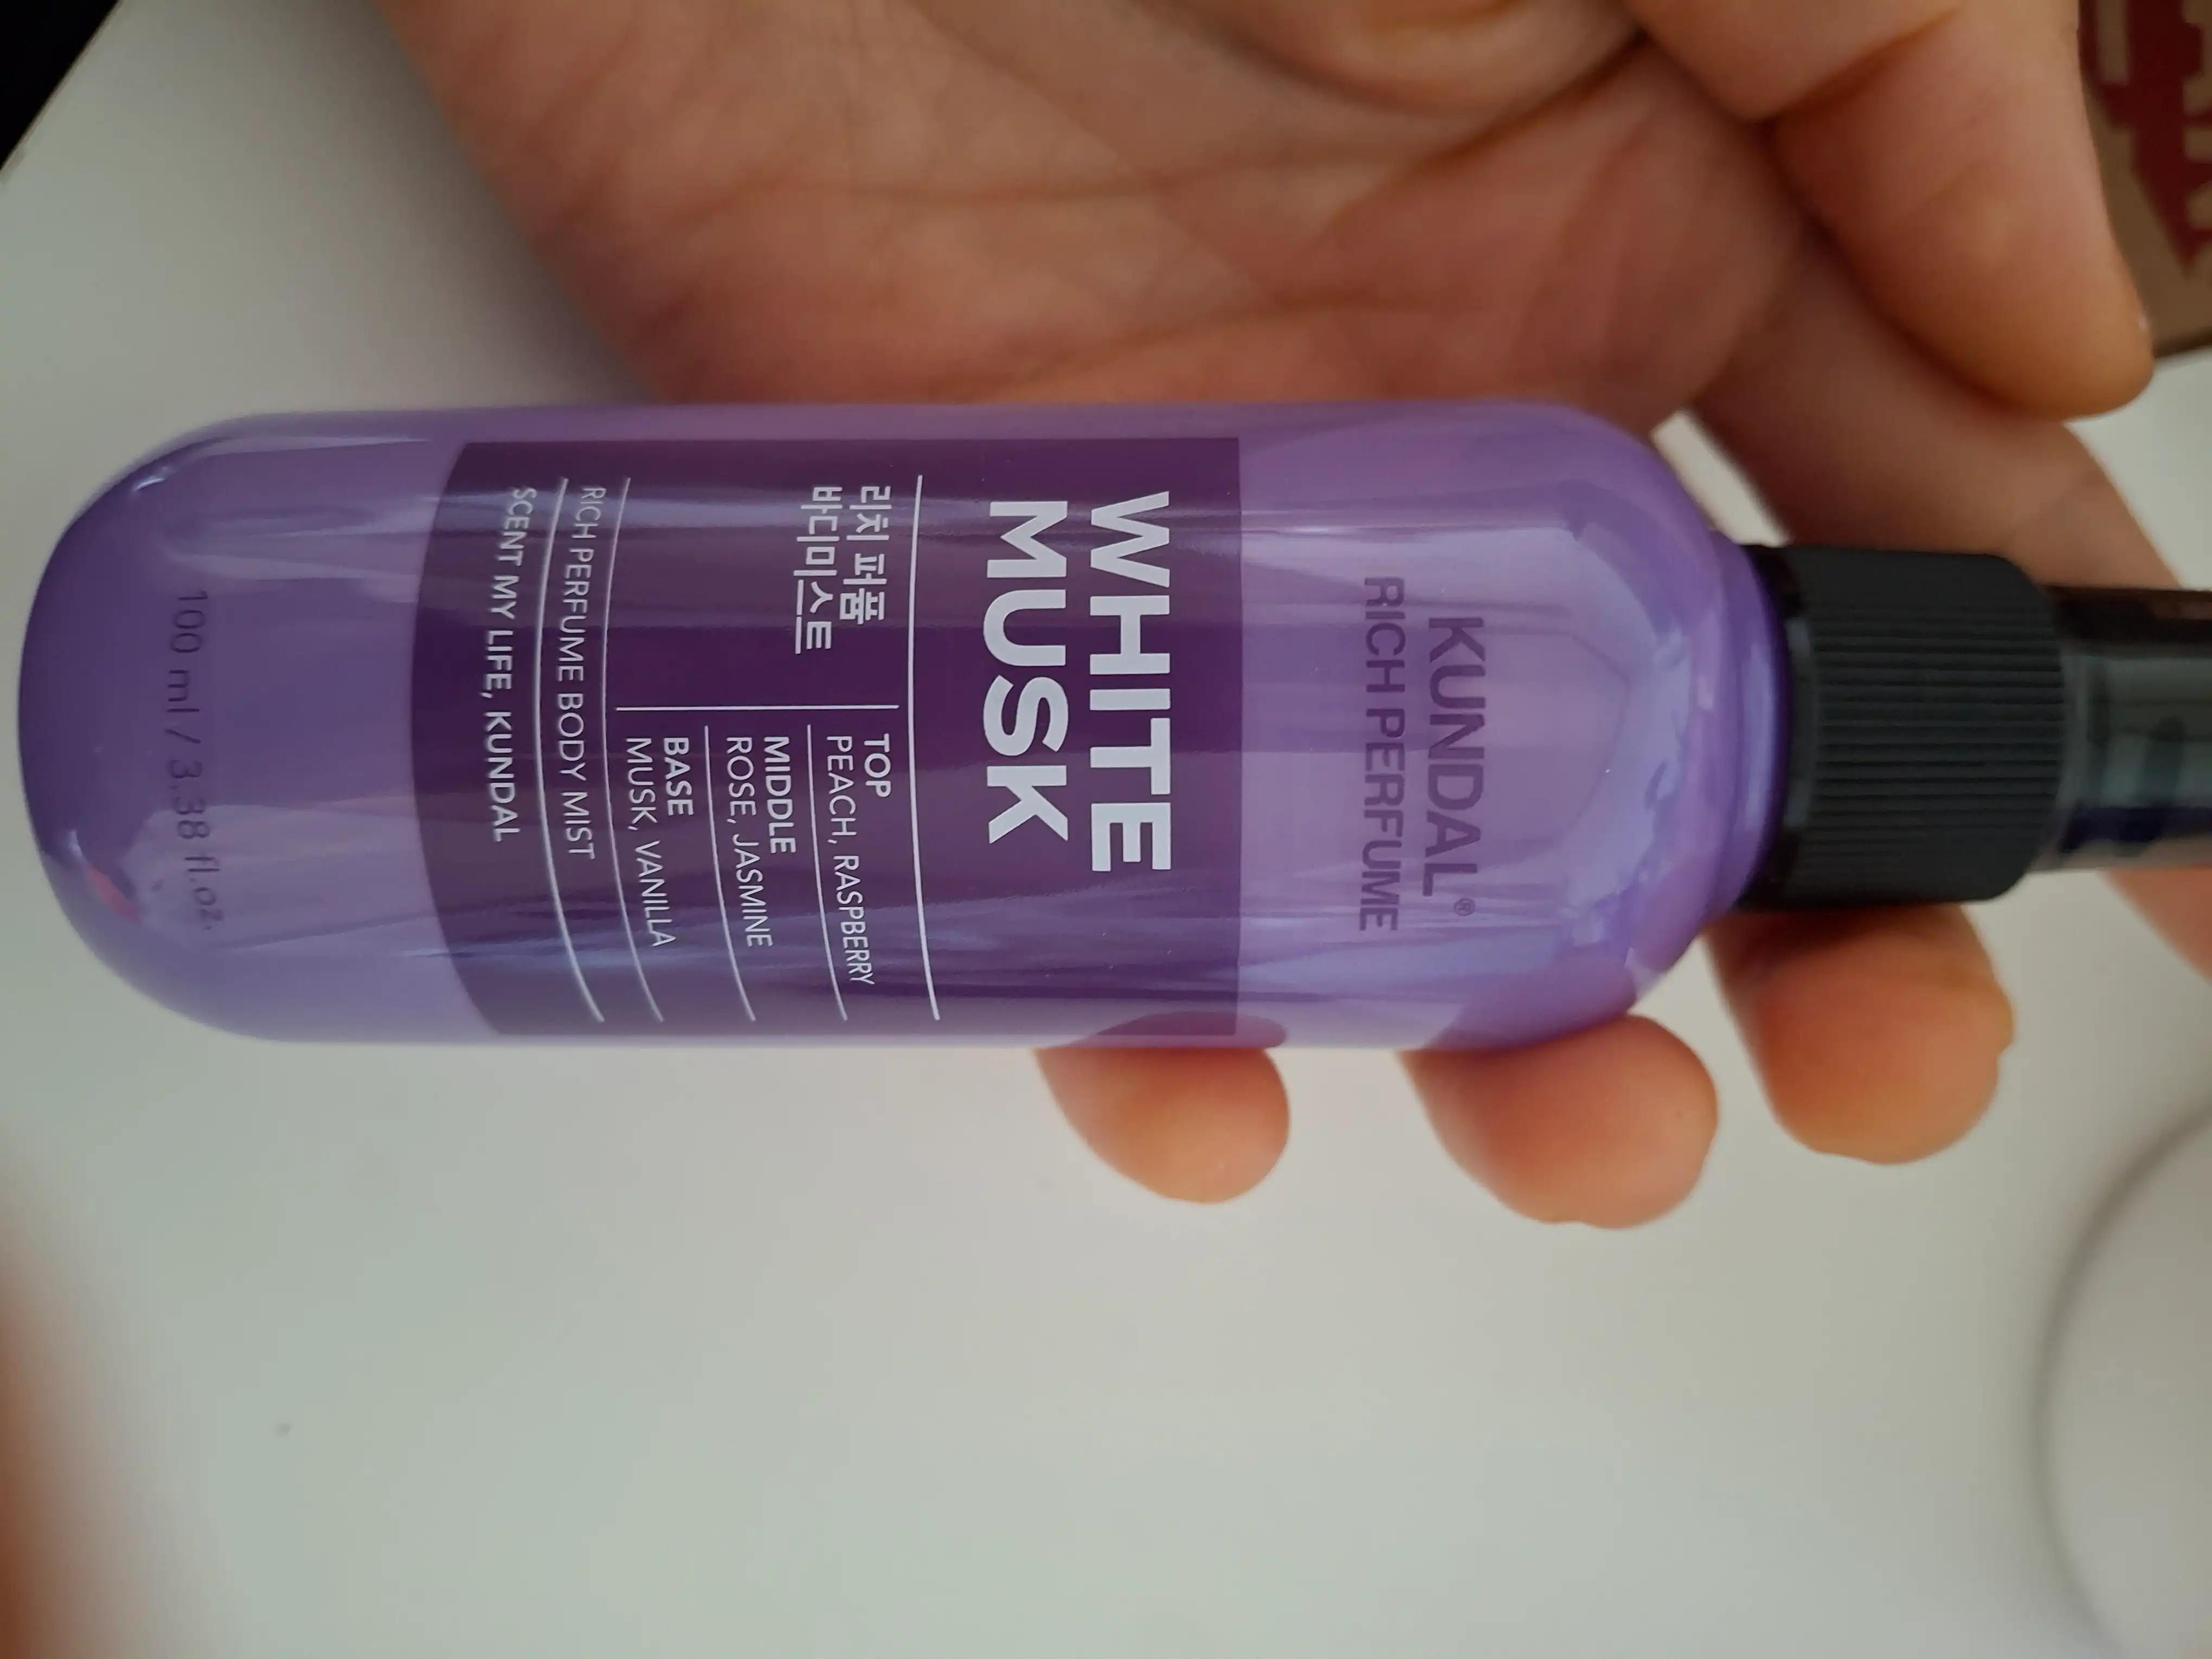 KUNDAL®
RICH PERFUME
WHITE
MUSK
리치 퍼퓸
바디미스트
TOP
PEACH, RASPBERRY
MIDDLE
ROSE, JASMINE
BASE
MUSK, VANILLA
RICH PERFUME BODY MIST
SCENT MY LIFE, KUNDAL
100 ml / 3.38 fl.oz.